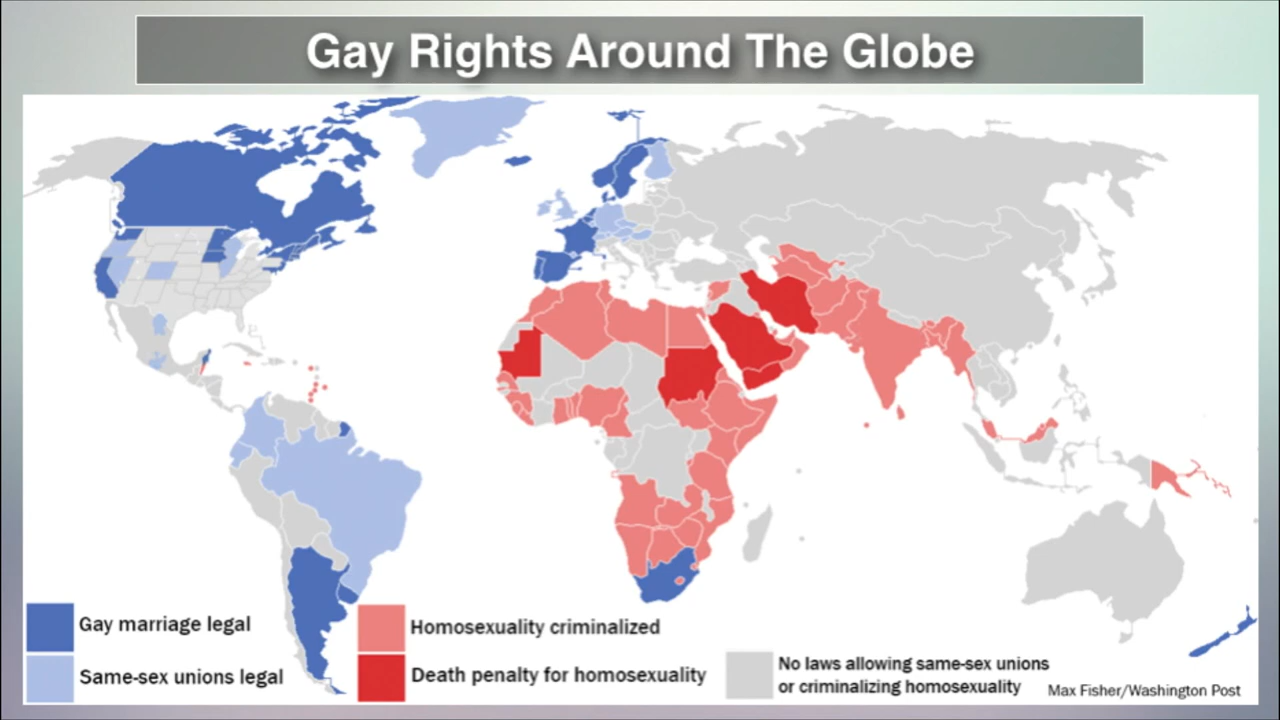 Gay Rights Around The Globe
Gay marriage legal
Same-sex unions legal
Homosexuality criminalized
Death penalty for homosexuality
No laws allowing same-sex unions
or criminalizing homosexuality
Max Fisher/Washington Post